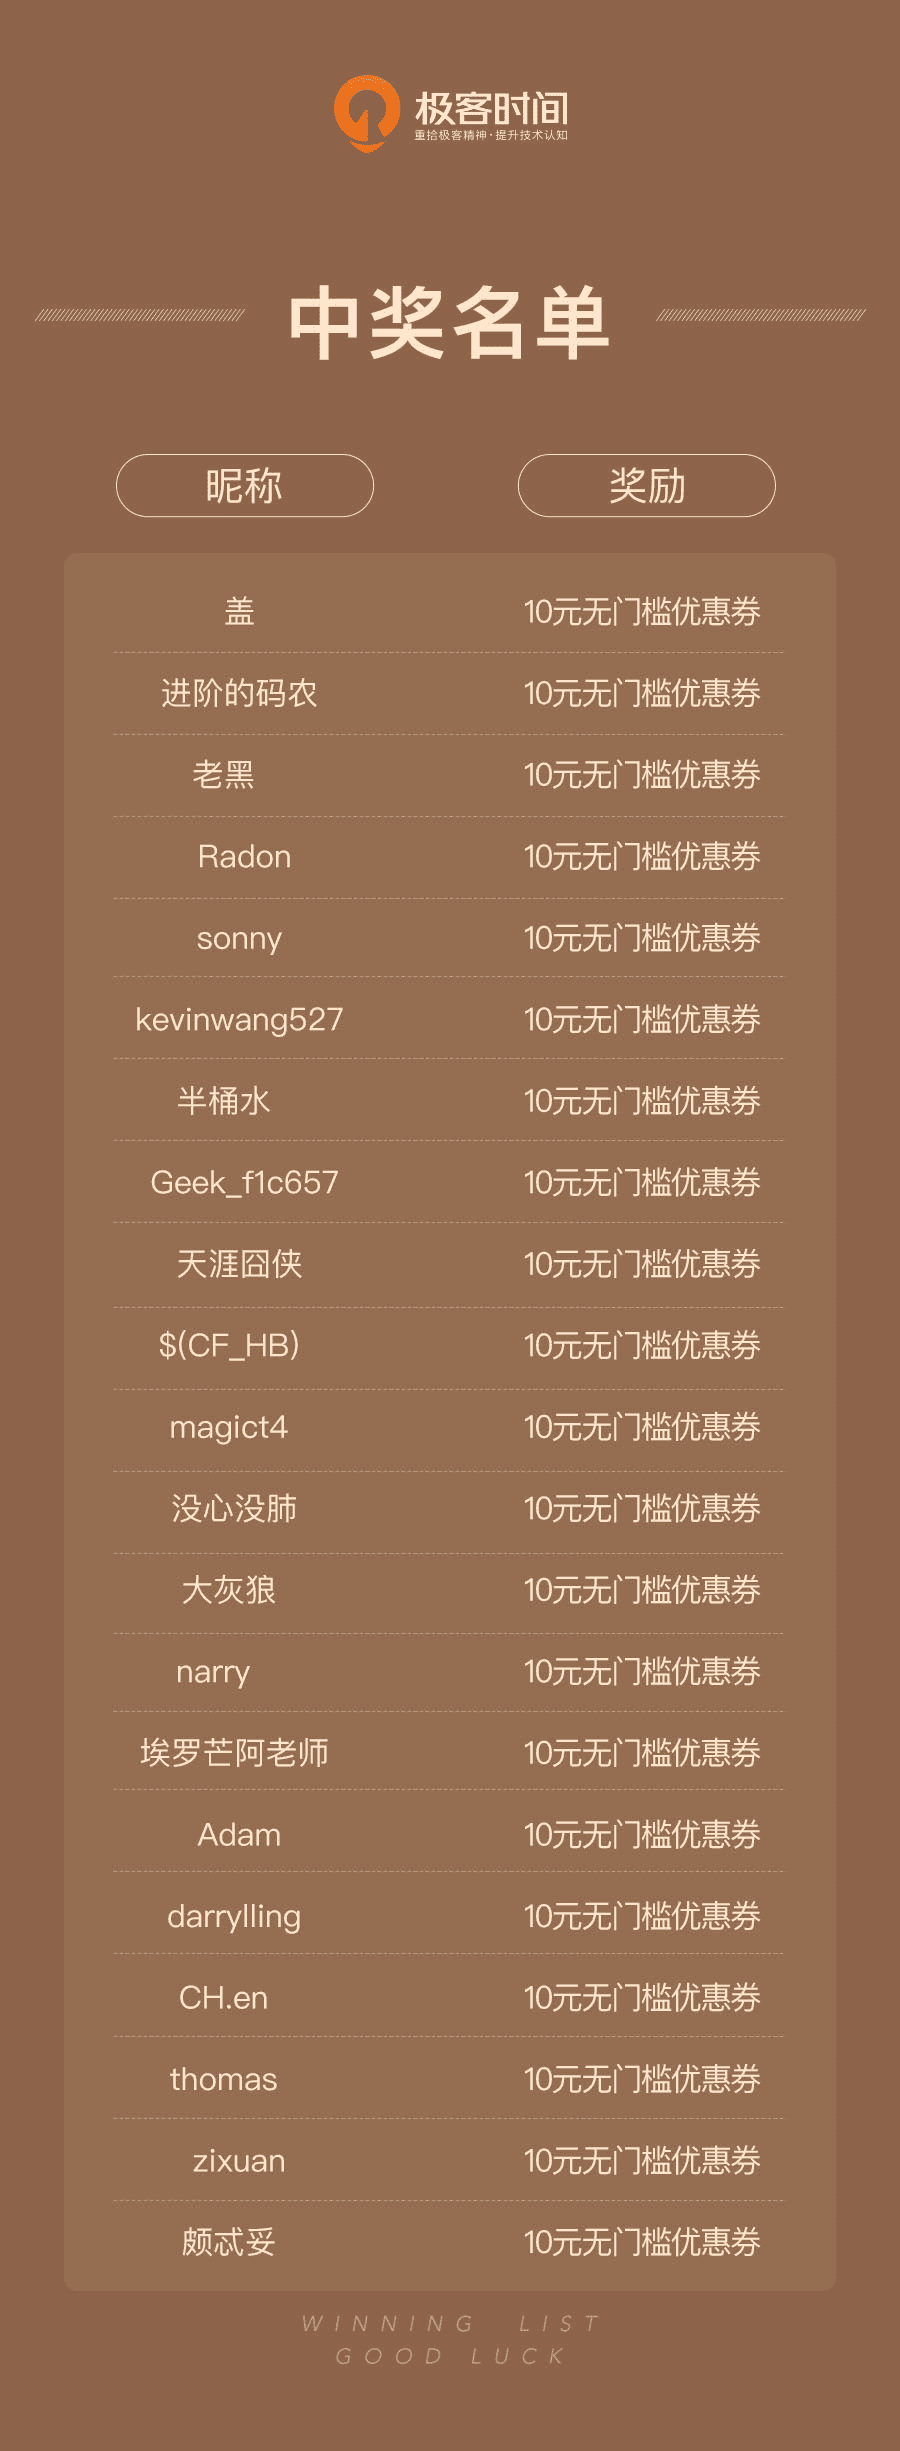 极客时间
重拾极客精神·提升技术认知
中奖名单
昵称 奖励
盖 10元无门槛优惠券
进阶的码农 10元无门槛优惠券
老黑 10元无门槛优惠券
Radon 10元无门槛优惠券
sonny 10元无门槛优惠券
kevinwang527 10元无门槛优惠券
半桶水 10元无门槛优惠券
Geek_f1c657 10元无门槛优惠券
天涯囧侠 10元无门槛优惠券
$(CF_HB) 10元无门槛优惠券
magict4 10元无门槛优惠券
没心没肺 10元无门槛优惠券
大灰狼 10元无门槛优惠券
narry 10元无门槛优惠券
埃罗芒阿老师 10元无门槛优惠券
Adam 10元无门槛优惠券
darrylling 10元无门槛优惠券
CH.en 10元无门槛优惠券
thomas 10元无门槛优惠券
zixuan 10元无门槛优惠券
颇忒妥 10元无门槛优惠券
WINNING LIST
GOOD LUCK